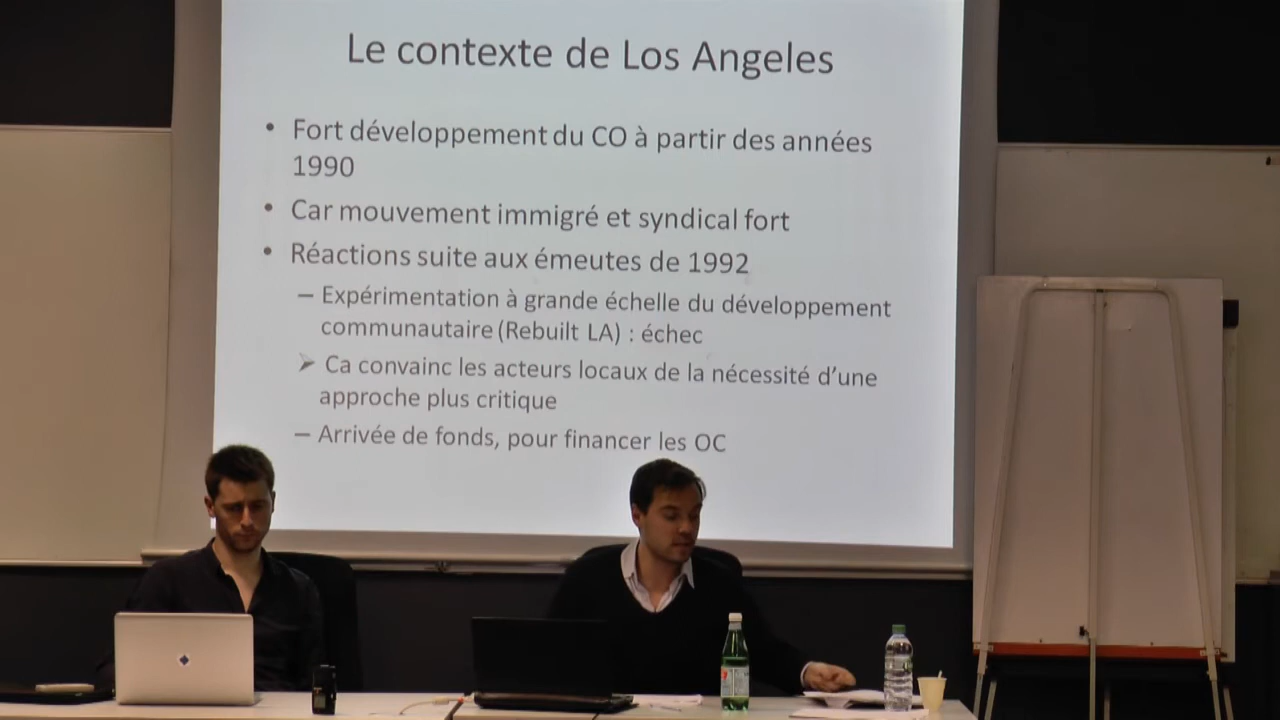 Le contexte de Los Angeles
• Fort développement du CO à partir des années
1990
• Car mouvement immigré et syndical fort
• Réactions suite aux émeutes de 1992
– Expérimentation à grande échelle du développement
communautaire (Rebuilt LA) : échec
➢ Ca convainc les acteurs locaux de la nécessité d’une
approche plus critique
– Arrivée de fonds, pour financer les OC